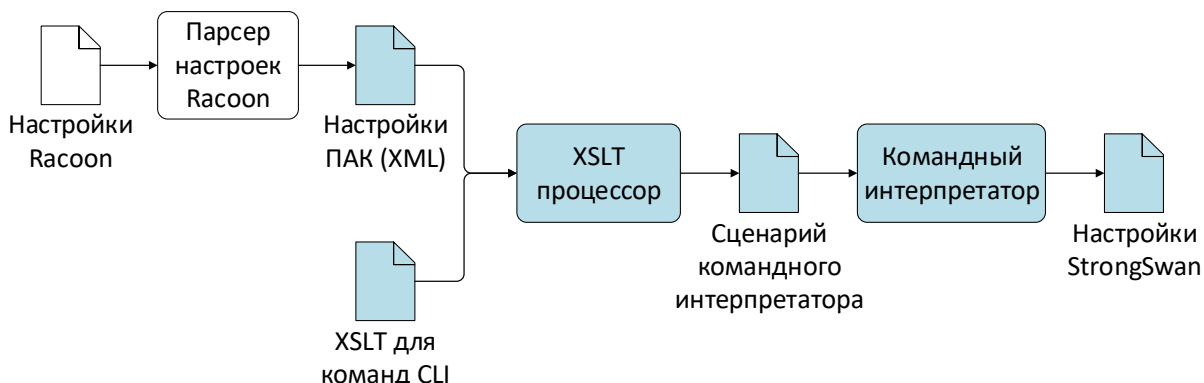 Парсер
настроек
Racoon
Настройки
Racoon
Настройки
ПАК (XML)
XSLT
процессор
Командный
интерпретатор
Сценарий
командного
интерпретатора
Настройки
StrongSwan
XSLT для
команд CLI